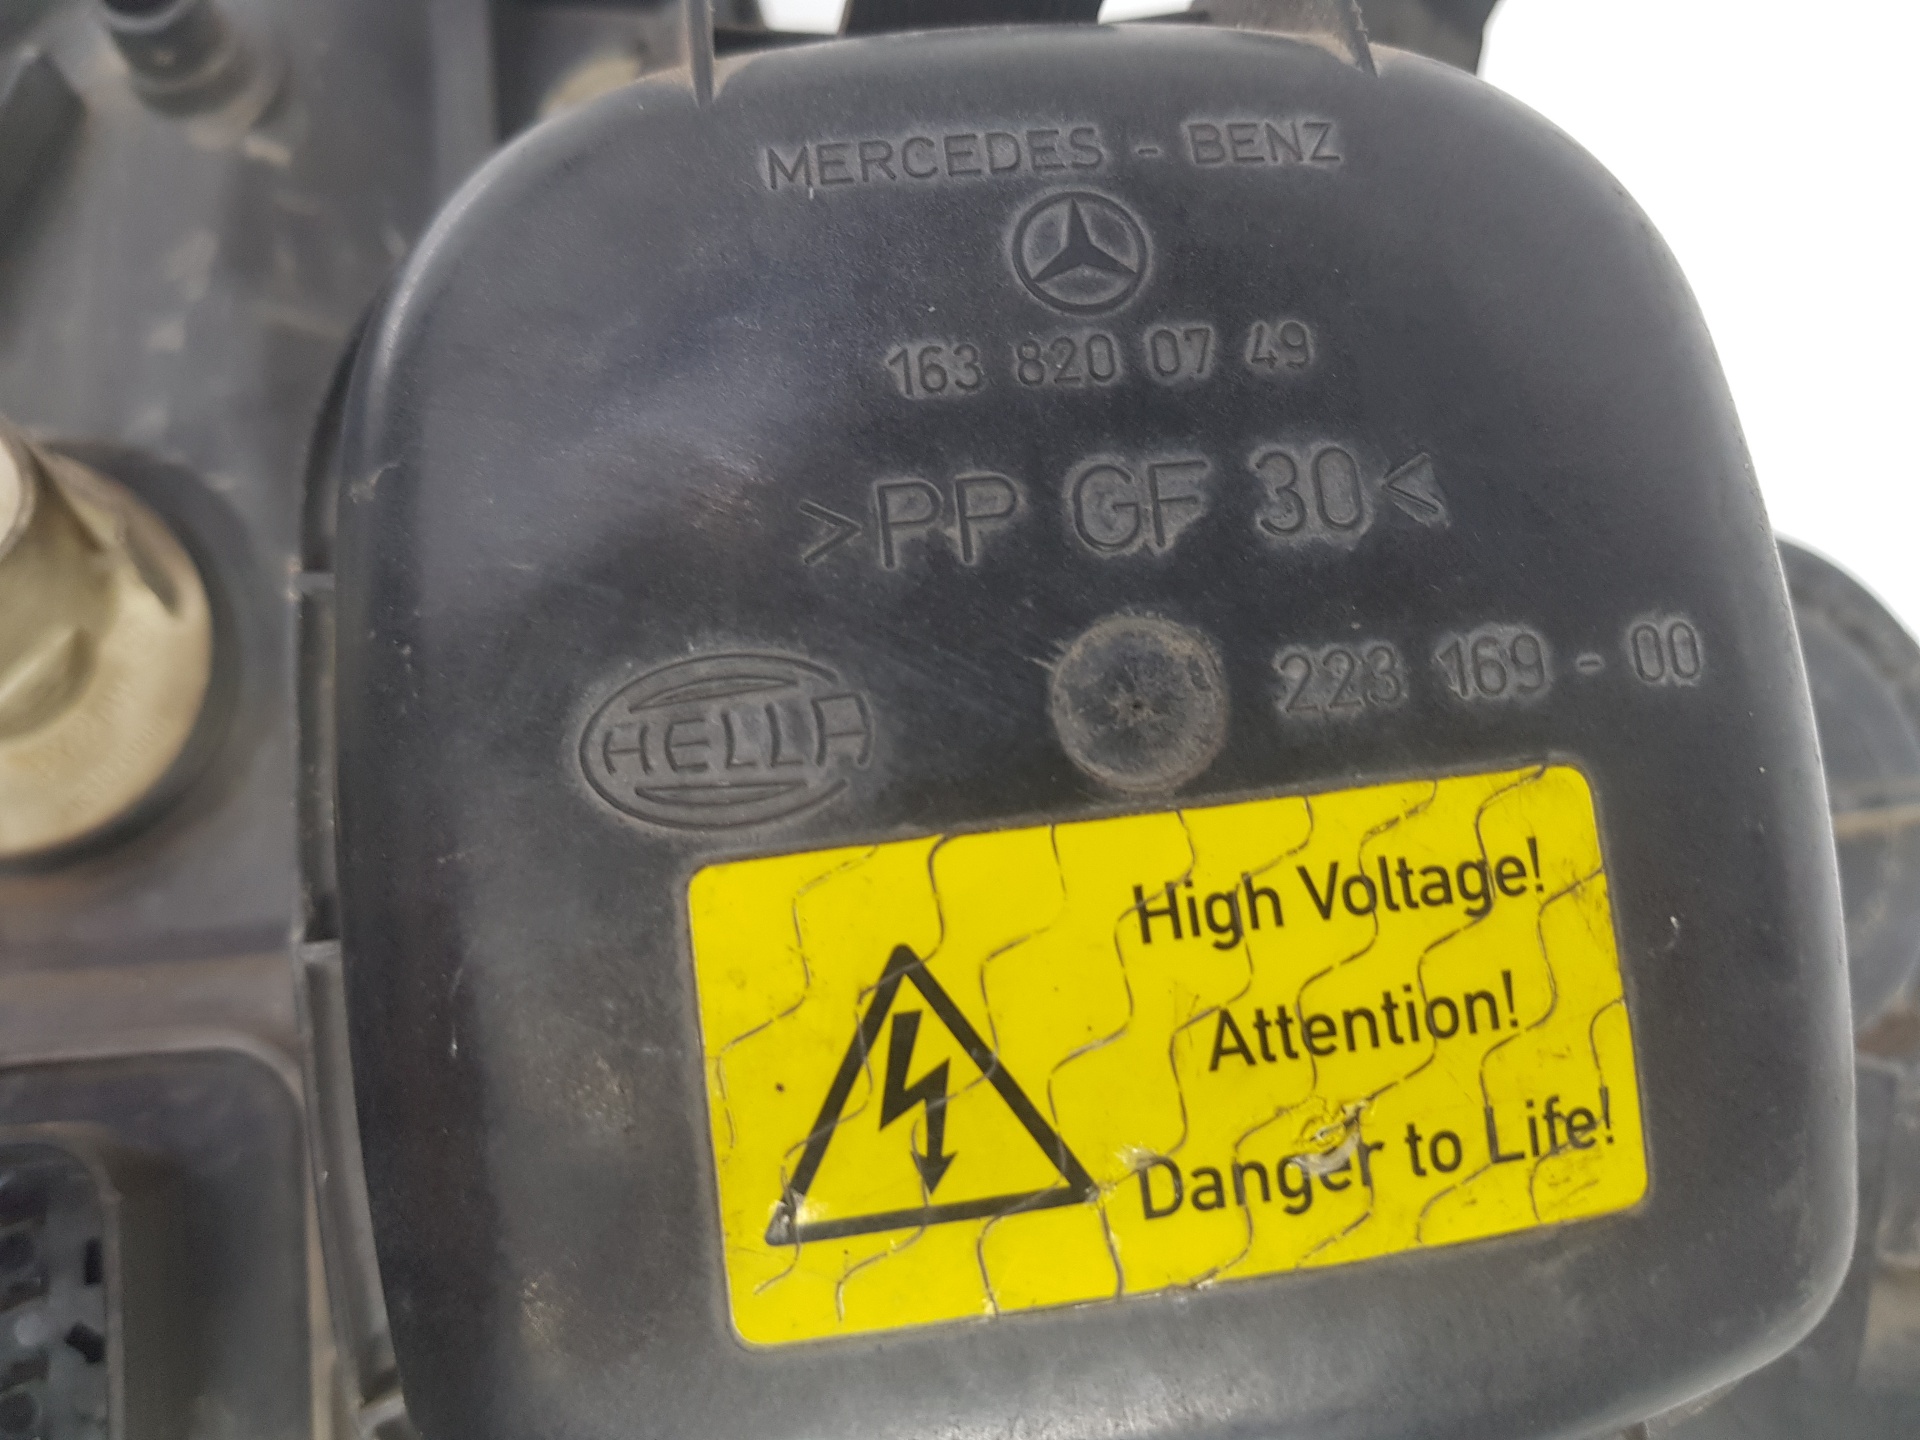 MERCEDES - BENZ
163 820 07 49
>PP GF 30<
223 169 - 00
HELLA
High Voltage!
Attention!
Danger to Life!